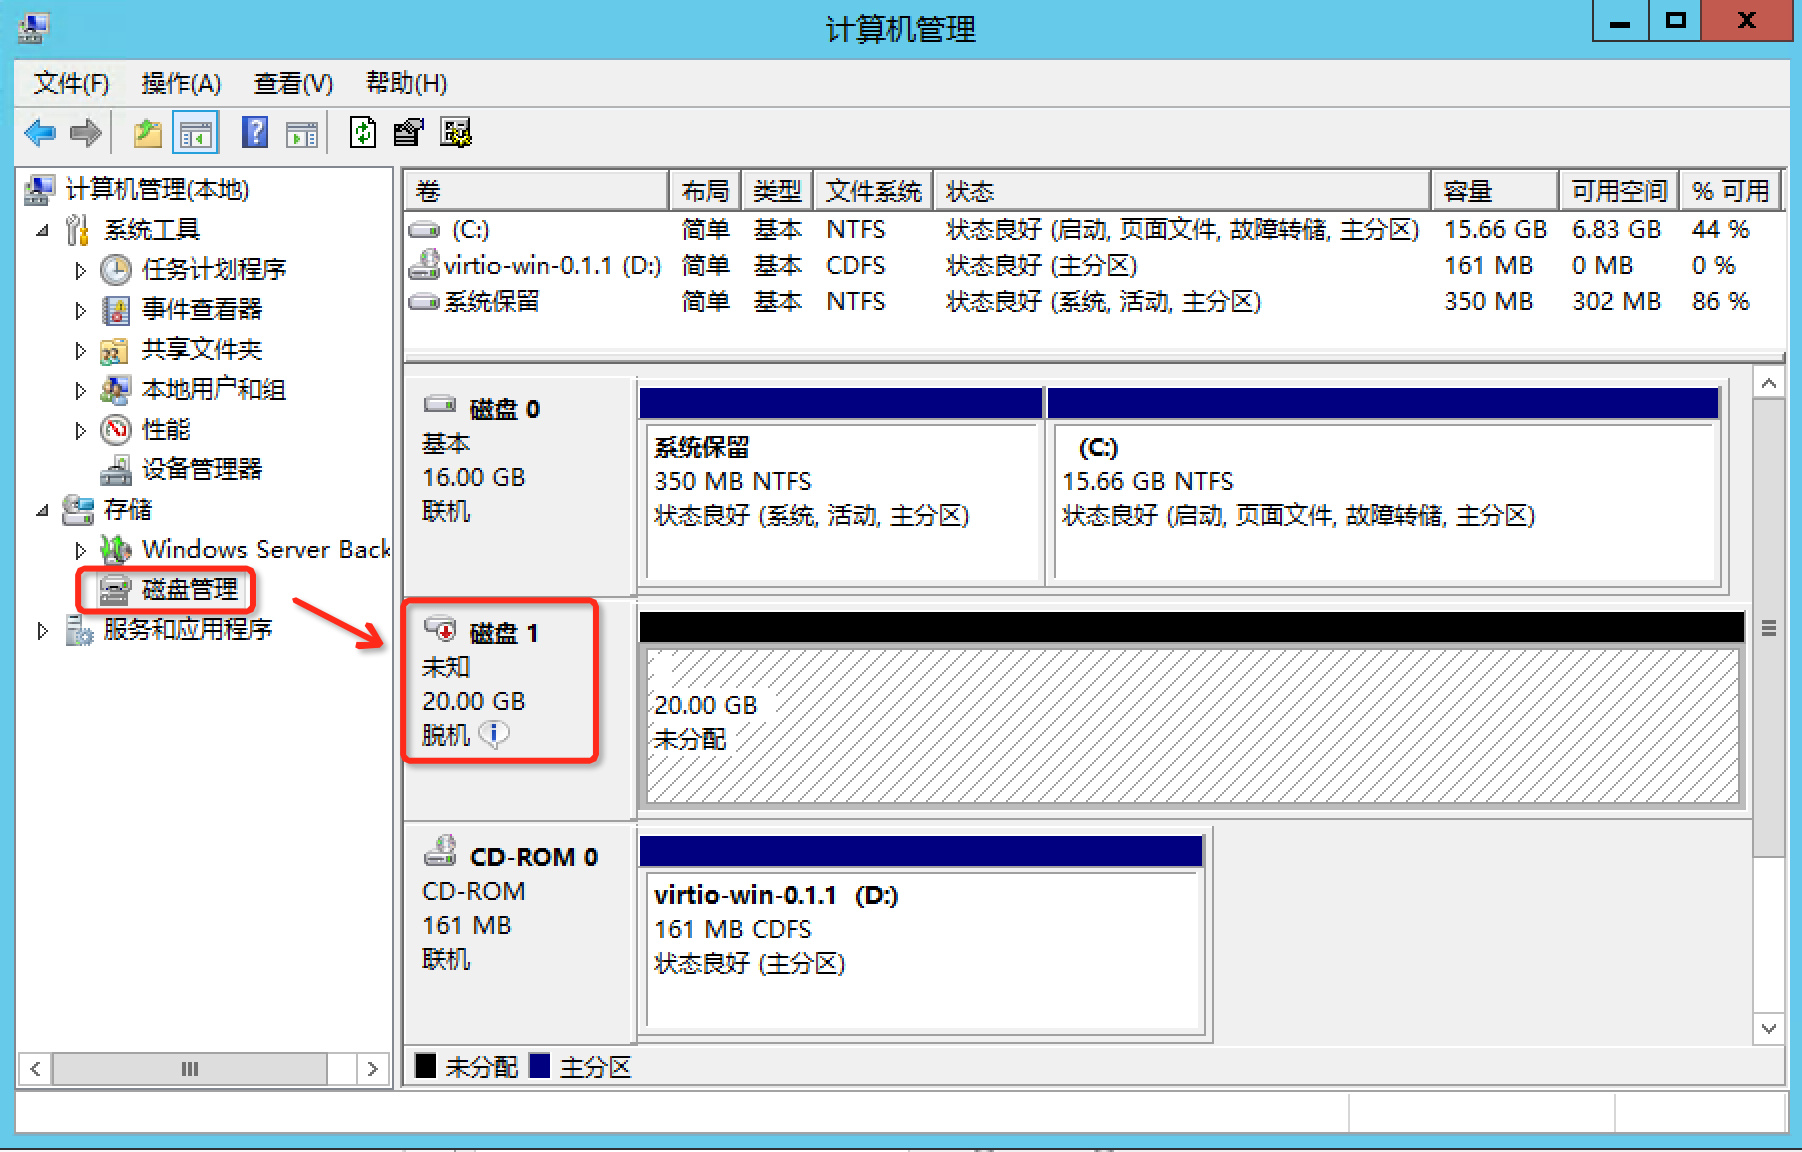 计算机管理
文件(F) 操作(A) 查看(V) 帮助(H)
计算机管理(本地)
系统工具
任务计划程序
事件查看器
共享文件夹
本地用户和组
性能
设备管理器
存储
Windows Server Back
磁盘管理
服务和应用程序
卷 布局 类型 文件系统 状态 容量 可用空间 % 可用
(C:) 简单 基本 NTFS 状态良好 (启动, 页面文件, 故障转储, 主分区) 15.66 GB 6.83 GB 44 %
virtio-win-0.1.1 (D:) 简单 基本 CDFS 状态良好 (主分区) 161 MB 0 MB 0 %
系统保留 简单 基本 NTFS 状态良好 (系统, 活动, 主分区) 350 MB 302 MB 86 %
磁盘 0
基本
16.00 GB
联机
系统保留
350 MB NTFS
状态良好 (系统, 活动, 主分区)
(C:)
15.66 GB NTFS
状态良好 (启动, 页面文件, 故障转储, 主分区)
磁盘 1
未知
20.00 GB
脱机
20.00 GB
未分配
CD-ROM 0
CD-ROM
161 MB
联机
virtio-win-0.1.1 (D:)
161 MB CDFS
状态良好 (主分区)
未分配 主分区